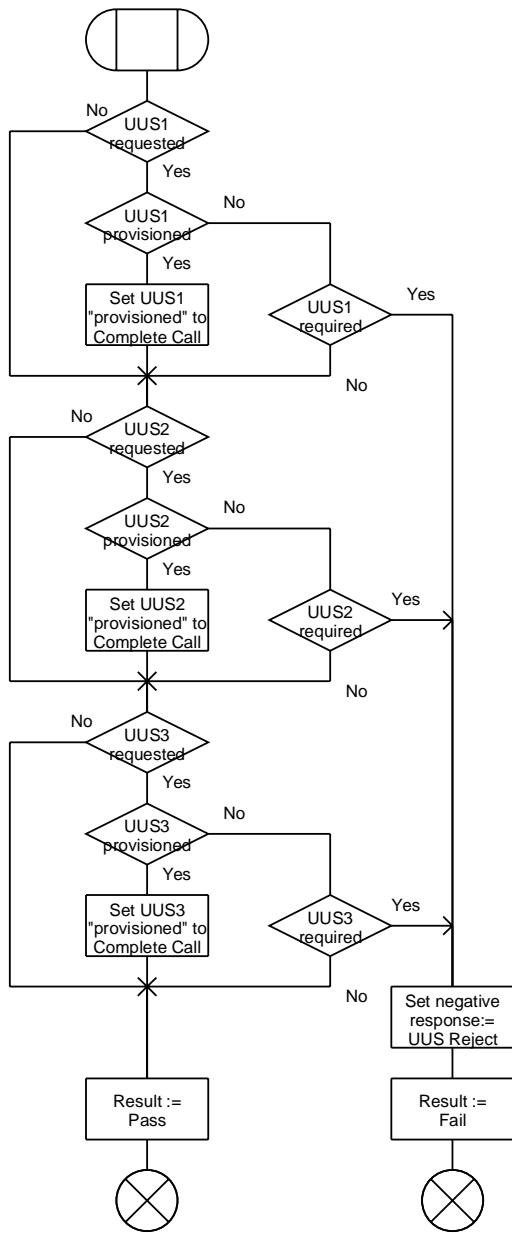 No
UUS1
requested
Yes
UUS1
provisioned
No
Yes
Set UUS1
"provisioned" to
Complete Call
UUS1
required
Yes
No
No
UUS2
requested
Yes
UUS2
provisioned
No
Yes
Set UUS2
"provisioned" to
Complete Call
UUS2
required
Yes
No
No
UUS3
requested
Yes
UUS3
provisioned
No
Yes
Set UUS3
"provisioned" to
Complete Call
UUS3
required
Yes
No
Set negative
response:=
UUS Reject
Result :=
Pass
Result :=
Fail